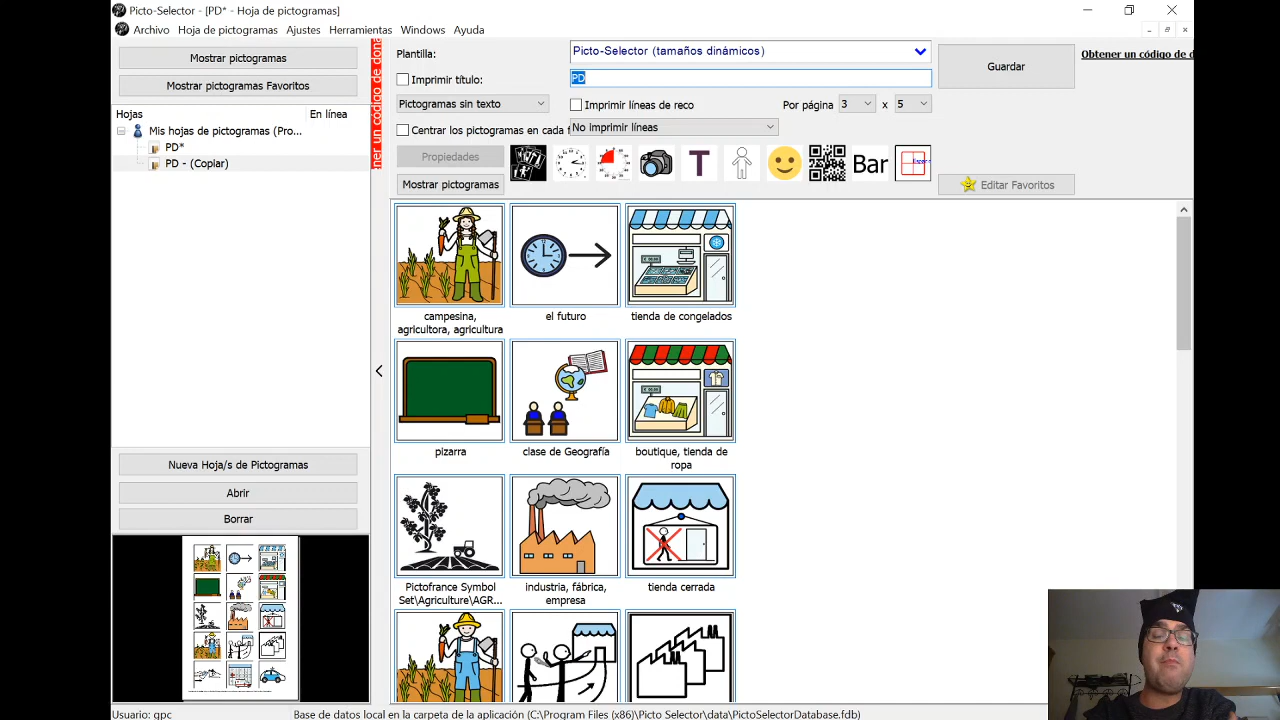 Picto-Selector - [PD* - Hoja de pictogramas]
Archivo Hoja de pictogramas Ajustes Herramientas Windows Ayuda
Mostrar pictogramas
Mostrar pictogramas Favoritos
Hojas En línea
Mis hojas de pictogramas (Pro...
PD*
PD - (Copiar)
Nueva Hoja/s de Pictogramas
Abrir
Borrar
ner un código de dona
Plantilla: Picto-Selector (tamaños dinámicos)
Imprimir título: PD
Pictogramas sin texto Imprimir líneas de reco Por página 3 x 5
Centrar los pictogramas en cada f No imprimir líneas
Propiedades
Mostrar pictogramas
T Bar
Guardar
Obtener un código de d
Editar Favoritos
campesina,
agricultora, agricultura
el futuro
tienda de congelados
pizarra
clase de Geografía
boutique, tienda de
ropa
Pictofrance Symbol
Set\Agriculture\AGR...
industria, fábrica,
empresa
tienda cerrada
Usuario: gpc Base de datos local en la carpeta de la aplicación (C:\Program Files (x86)\Picto Selector\data\PictoSelectorDatabase.fdb)